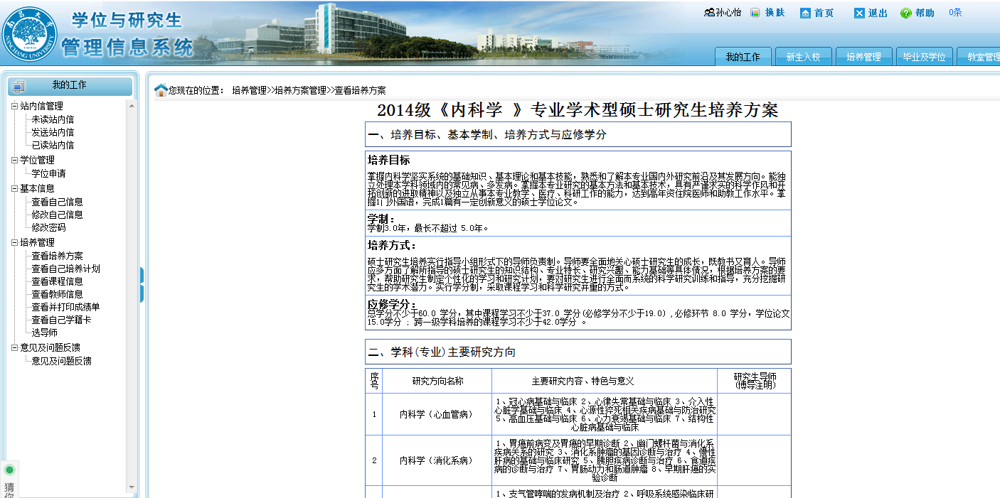 学位与研究生
管理信息系统
南昌大学
NANCHANG UNIVERSITY
1940
孙心怡 换肤 首页 退出 帮助 0条
我的工作 新生入校 培养管理 毕业及学位 教室管理
我的工作
站内信管理
未读站内信
发送站内信
已读站内信
学位管理
学位申请
基本信息
查看自己信息
修改自己信息
修改密码
培养管理
查看培养方案
查看自己培养计划
查看课程信息
查看教师信息
查看并打印成绩单
查看自己学籍卡
选导师
意见及问题反馈
意见及问题反馈
猜你
您现在的位置： 培养管理>>培养方案管理>>查看培养方案
2014级《内科学 》专业学术型硕士研究生培养方案
一、培养目标、基本学制、培养方式与应修学分
培养目标
掌握内科学坚实系统的基础知识、基本理论和基本技能，熟悉和了解本专业国内外研究前沿及其发展方向。能独
立处理本学科领域内的常见病、多发病。掌握本专业研究的基本方法和基本技术，具有严谨求实的科学作风和开
拓创新的进取精神以及独立从事本专业教学、医疗、科研工作的能力，达到高年资住院医师和助教工作水平。掌
握1门外国语，完成1篇有一定创新意义的硕士学位论文。
学制：
学制3.0年，最长不超过 5.0年。
培养方式：
硕士研究生培养实行指导小组形式下的导师负责制。导师要全面地关心硕士研究生的成长，既教书又育人。导师
应多方面了解所指导的硕士研究生的知识结构、专业特长、研究兴趣、能力基础等具体情况，根据培养方案的要
求，帮助研究生制定个性化的学习和研究计划，要对研究生进行全面而系统的科学研究训练和指导，充分挖掘研
究生的学术潜力。实行学分制，采取课程学习和科学研究并重的方式。
应修学分：
总学分不少于60.0 学分，其中课程学习不少于37.0 学分(必修学分不少于19.0) ,必修环节 8.0 学分，学位论文
15.0学分 ; 跨一级学科培养的课程学习不少于42.0学分 。
二、学科(专业)主要研究方向
序号 研究方向名称 主要研究内容、特色与意义 研究生导师(博导注明)
1 内科学（心血管病）
1、冠心病基础与临床 2、心律失常基础与临床 3、介入性
心脏学基础与临床 4、心源性猝死相关疾病基础与防治研究
5、高血压基础与临床 6、心力衰竭基础与临床 7、结构性
心脏病基础与临床
2 内科学（消化系病）
1、胃癌前病变及胃癌的早期诊断 2、幽门螺杆菌与消化系
疾病关系的研究 3、消化系肿瘤的基因诊断与治疗 4、慢性
肝病的基础与临床研究 5、胰胆疾病诊断与治疗 6、食道疾
病的诊断与治疗 7、胃肠动力和肠道肿瘤 8、早期肝癌的实
验诊断
1、支气管哮喘的发病机制及治疗 2、呼吸系统感染临床研